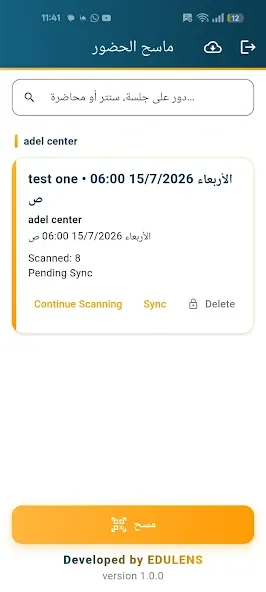 11:41
12
ماسح الحضور
دور على جلسة، سنتر أو محاضرة...
adel center
test one • 06:00 15/7/2026 الأربعاء
ص
adel center
الأربعاء 15/7/2026 06:00 ص
Scanned: 8
Pending Sync
Continue Scanning Sync Delete
مسح
Developed by EDULENS
version 1.0.0